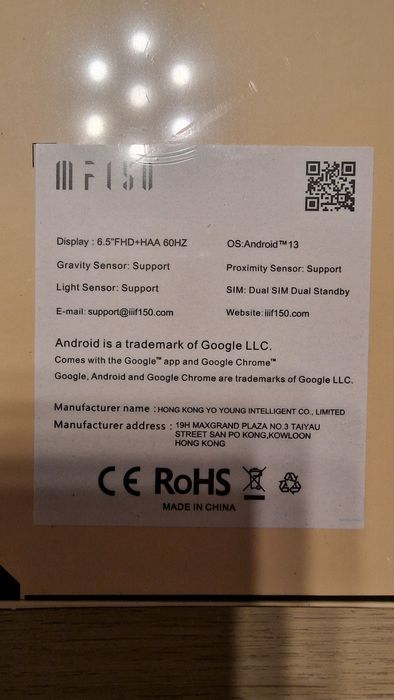 Display : 6.5"FHD+HAA 60HZ
OS:Android™13
Gravity Sensor: Support
Proximity Sensor: Support
Light Sensor: Support
SIM: Dual SIM Dual Standby
E-mail: support@iiif150.com
Website: iiif150.com
Android is a trademark of Google LLC.
Comes with the Google™ app and Google Chrome™
Google, Android and Google Chrome are trademarks of Google LLC.
Manufacturer name : HONG KONG YO YOUNG INTELLIGENT CO., LIMITED
Manufacturer address : 19H MAXGRAND PLAZA NO.3 TAIYAU
STREET SAN PO KONG,KOWLOON
HONG KONG
CE RoHS
MADE IN CHINA